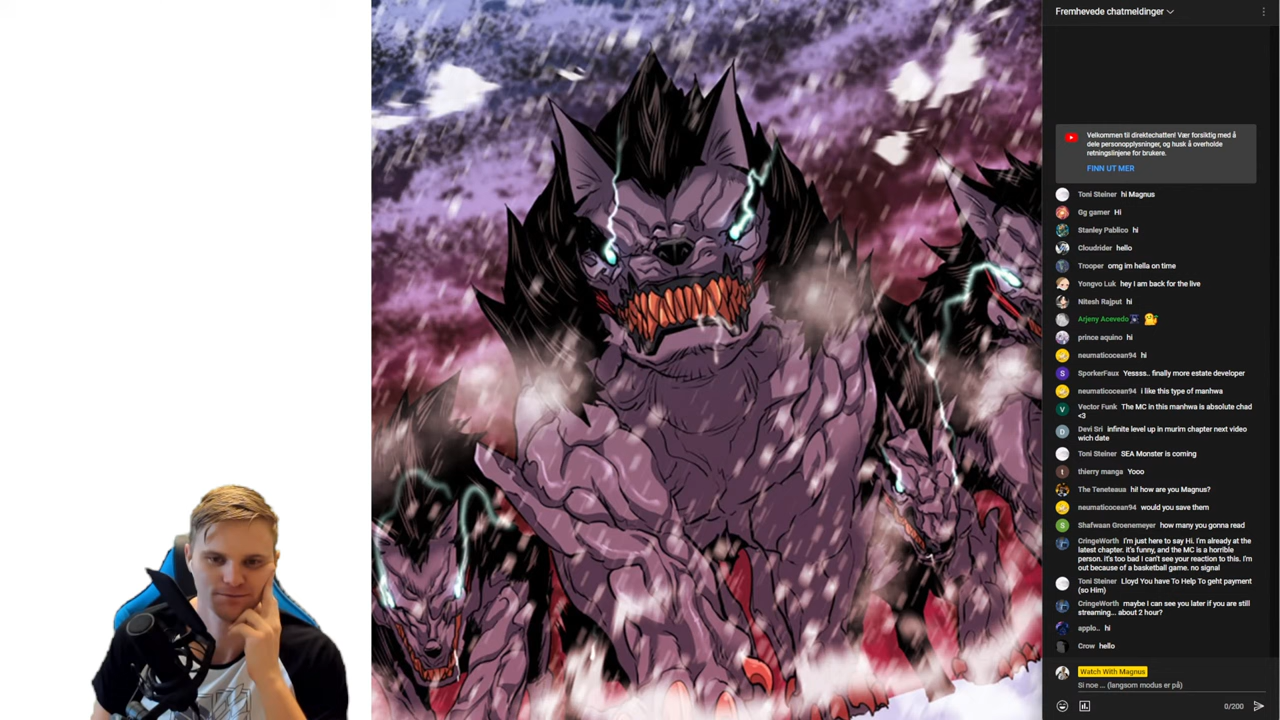 Fremhevede chatmeldinger
Velkommen til direktechatten! Vær forsiktig med å
dele personopplysninger, og husk å overholde
retningslinjene for brukere.
FINN UT MER
Toni Steiner hi Magnus
Gg gamer Hi
Stanley Pablico hi
Cloudrider hello
Trooper omg im hella on time
Yongvo Luk hey I am back for the live
Nitesh Rajput hi
Arjeny Acevedo
prince aquino hi
neumaticocean94 hi
SporkerFaux Yessss.. finally more estate developer
neumaticocean94 i like this type of manhwa
Vector Funk The MC in this manhwa is absolute chad
<3
Devi Sri infinite level up in murim chapter next video
wich date
Toni Steiner SEA Monster is coming
thierry manga Yooo
The Teneteaua hi! how are you Magnus?
neumaticocean94 would you save them
Shafwaan Groenemeyer how many you gonna read
CringeWorth I'm just here to say Hi. I'm already at the
latest chapter. it's funny, and the MC is a horrible
person. it's too bad I can't see your reaction to this. I'm
out because of a basketball game. no signal
Toni Steiner Lloyd You have To Help To geht payment
(so Him)
CringeWorth maybe I can see you later if you are still
streaming... about 2 hour?
applo.. hi
Crow hello
Watch With Magnus
Si noe ... (langsom modus er på)
0/200